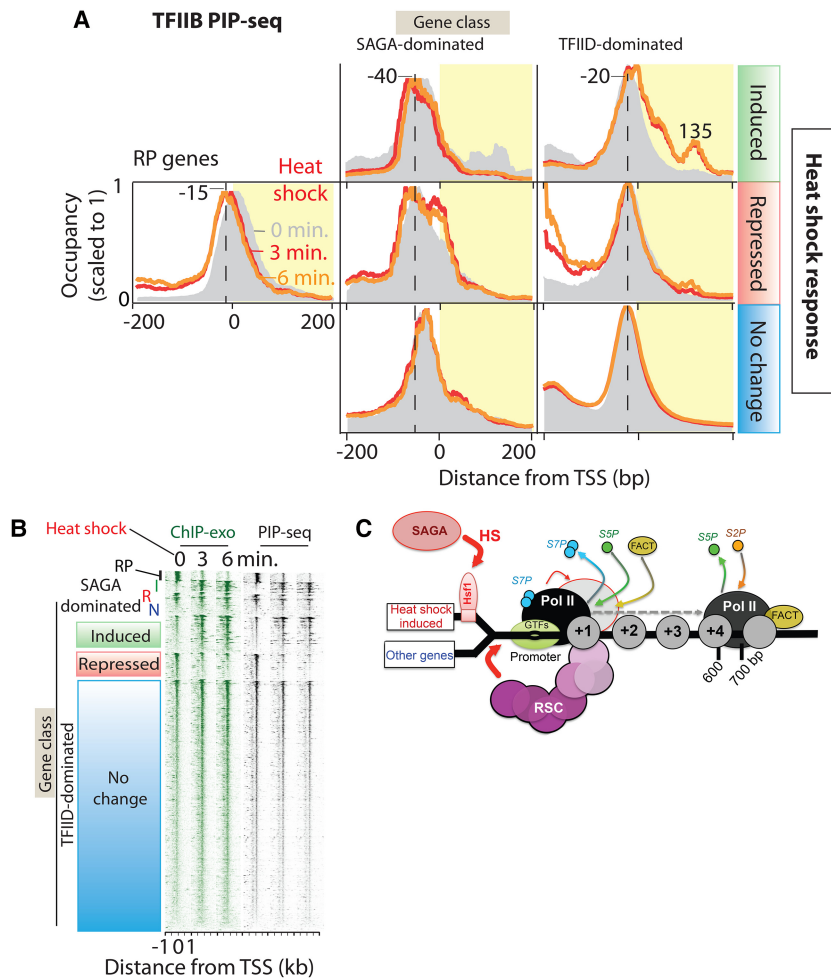 A
TFIIB PIP-seq
Gene class
SAGA-dominated
TFIID-dominated
-40
-20
135
Induced
RP genes
Heat
shock
-15
0 min.
3 min.
6 min.
Occupancy
(scaled to 1)
1
0
-200
0
200
Repressed
No change
Heat shock response
-200
0
200
Distance from TSS (bp)
B
Heat shock
ChIP-exo
PIP-seq
0 3 6 min.
RP
SAGA
dominated
I
R
N
Induced
Repressed
No
change
Gene class
TFIID-dominated
-1 0 1
Distance from TSS (kb)
C
SAGA
HS
Hsf1
Heat shock
induced
Other genes
S7P
S7P
S5P
FACT
Pol II
GTFs
Promoter
RSC
+1
+2
+3
+4
S5P
S2P
Pol II
FACT
600
700 bp